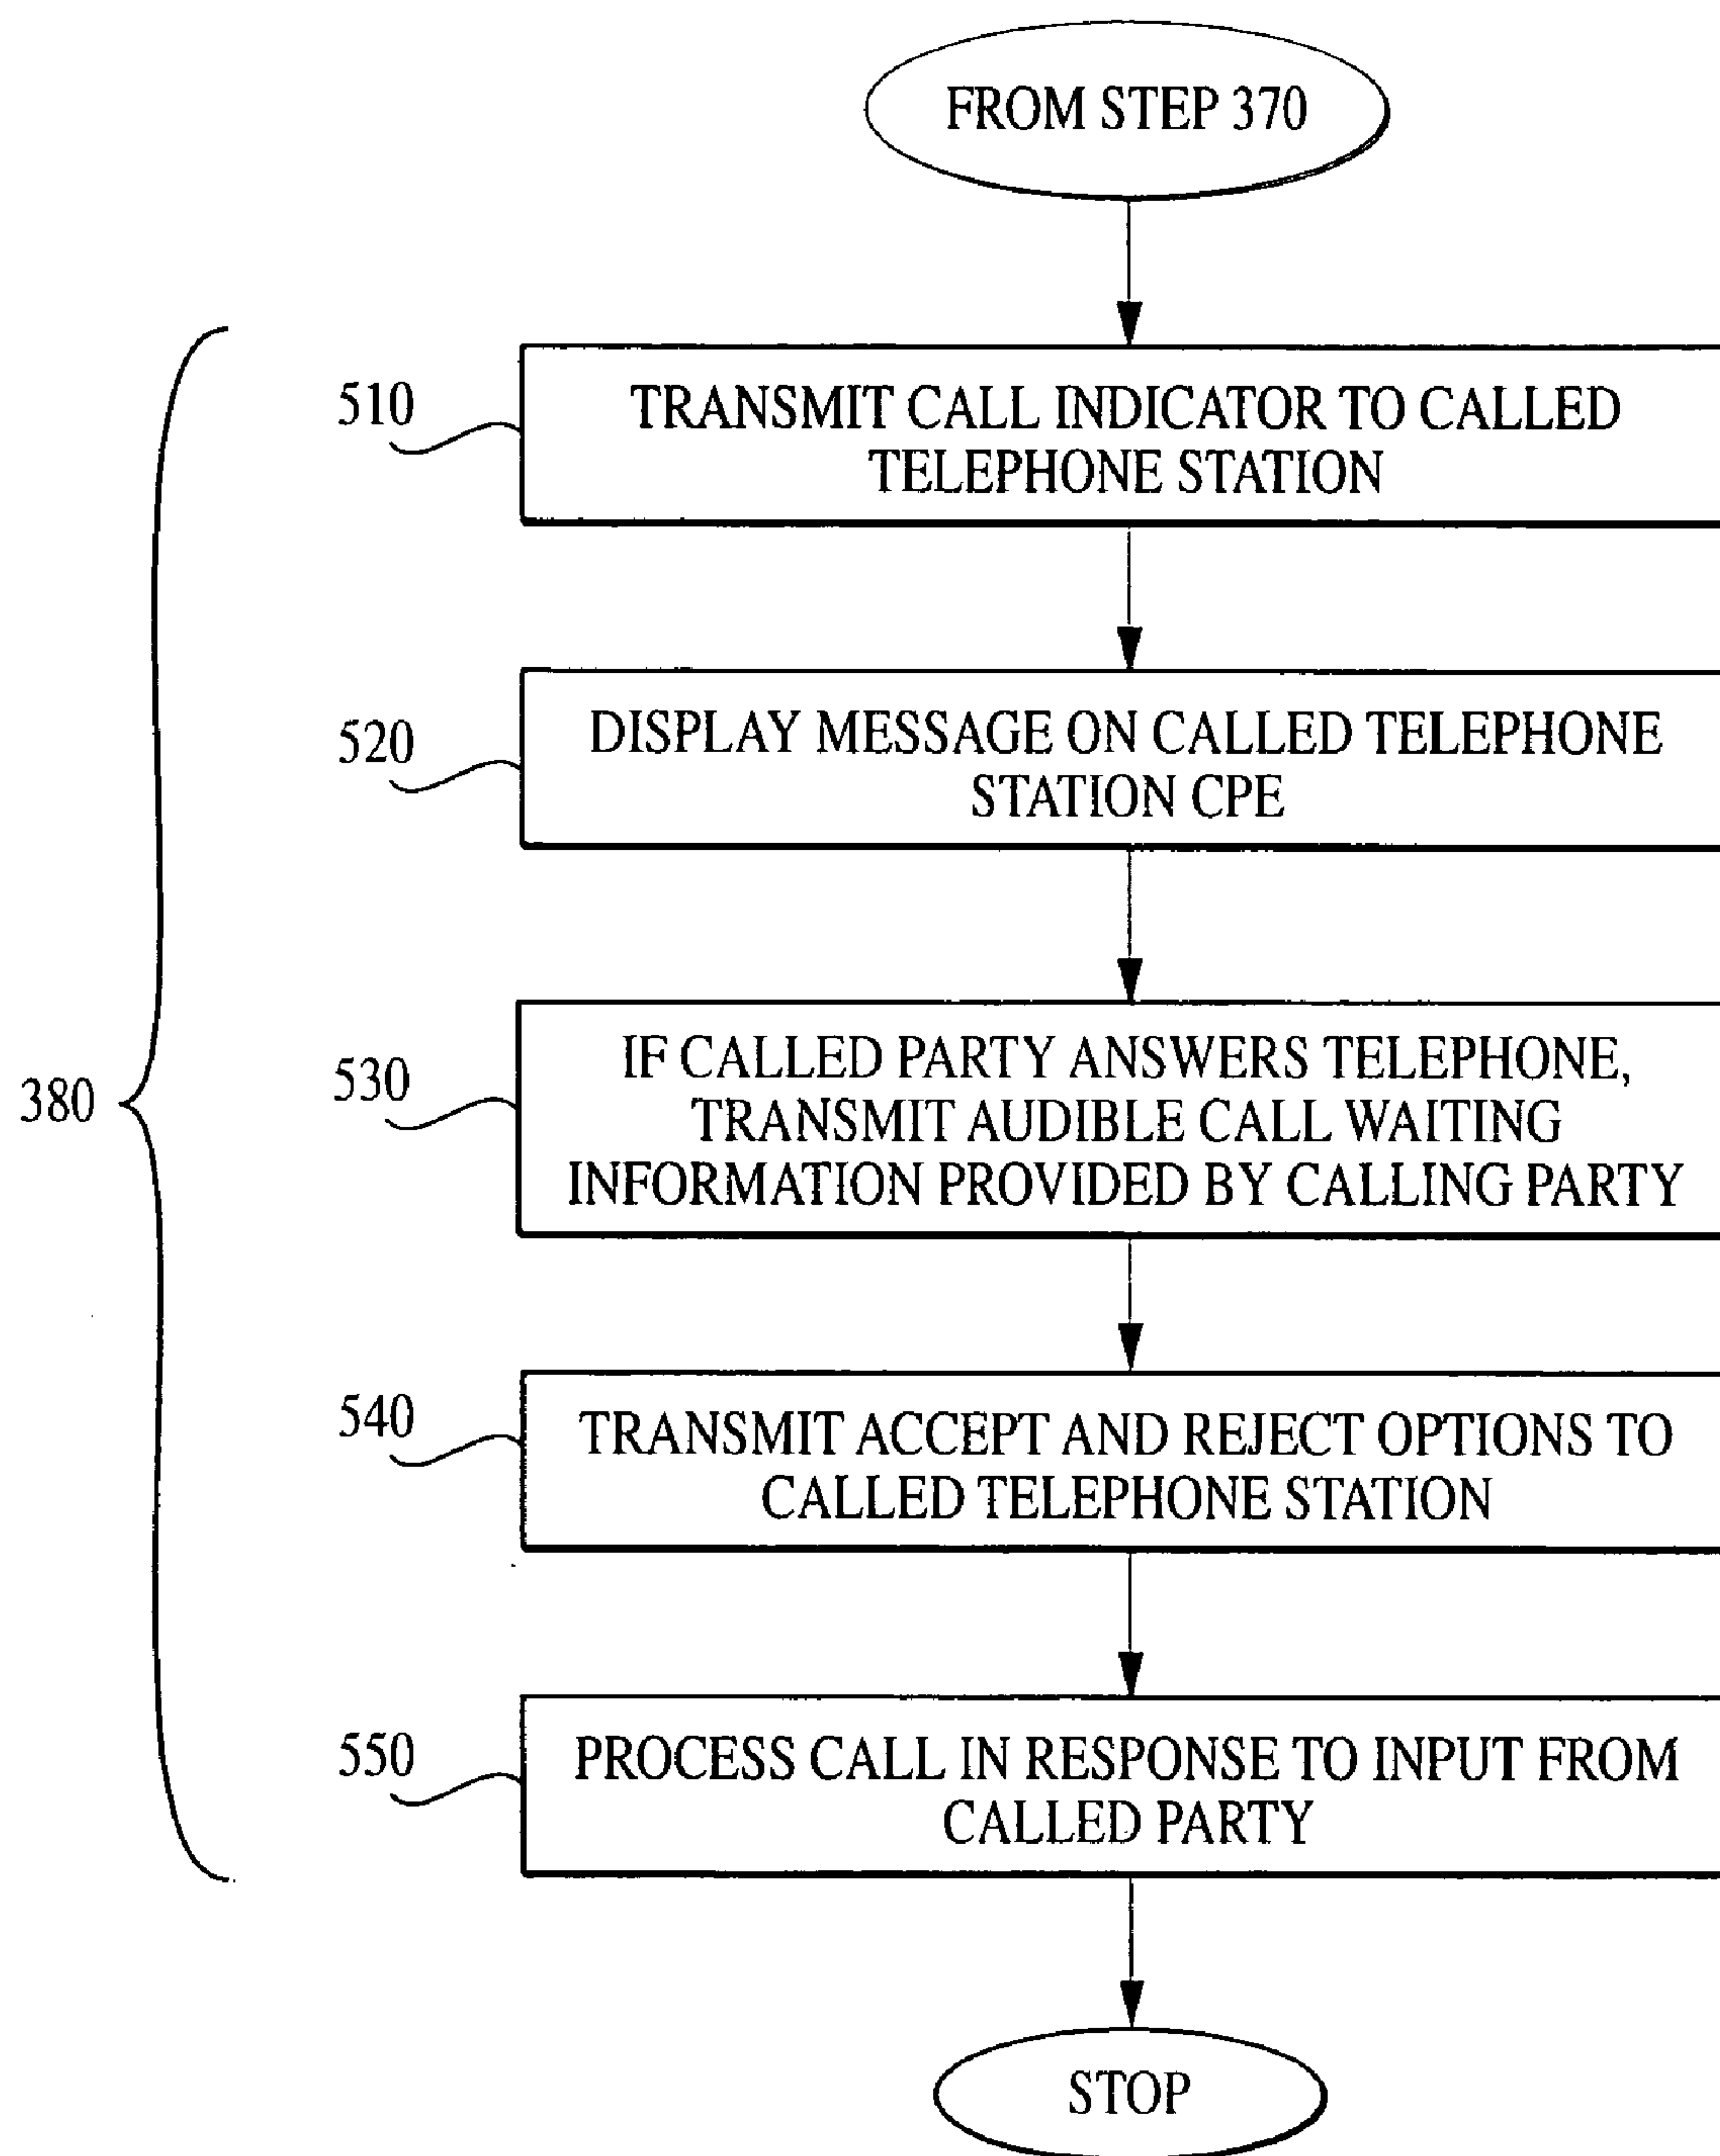 FROM STEP 370
510
TRANSMIT CALL INDICATOR TO CALLED
TELEPHONE STATION
520
DISPLAY MESSAGE ON CALLED TELEPHONE
STATION CPE
380
530
IF CALLED PARTY ANSWERS TELEPHONE,
TRANSMIT AUDIBLE CALL WAITING
INFORMATION PROVIDED BY CALLING PARTY
540
TRANSMIT ACCEPT AND REJECT OPTIONS TO
CALLED TELEPHONE STATION
550
PROCESS CALL IN RESPONSE TO INPUT FROM
CALLED PARTY
STOP